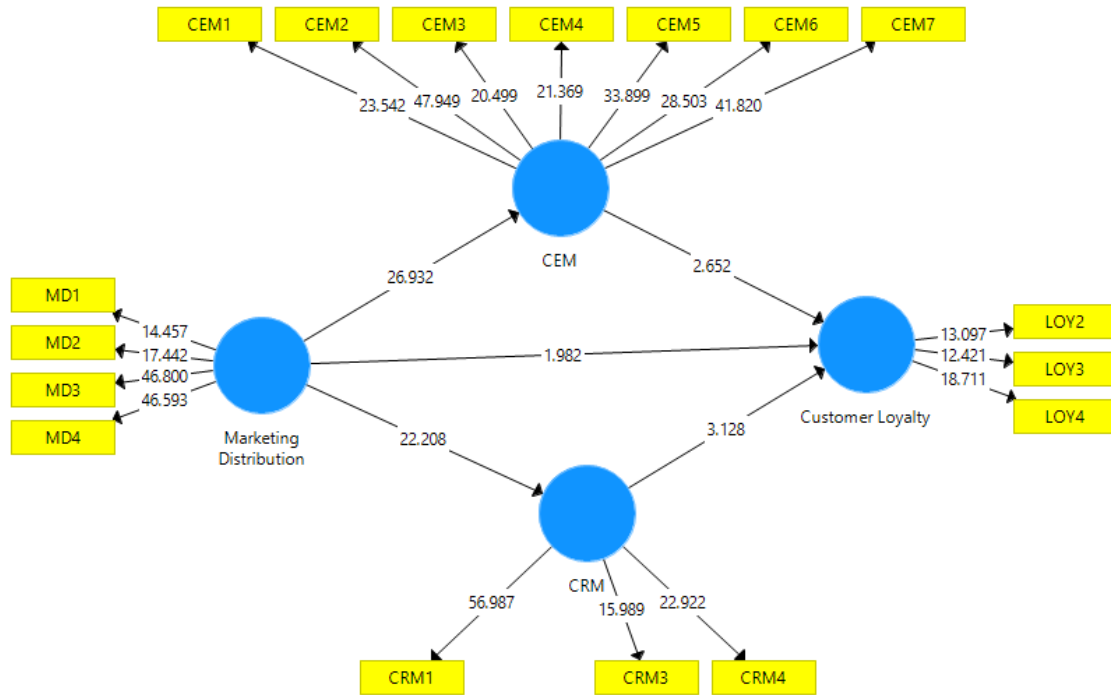 CEM1 CEM2 CEM3 CEM4 CEM5 CEM6 CEM7
23.542 47.949 20.499 21.369 33.899 28.503 41.820
CEM
26.932
2.652
MD1
MD2
MD3
MD4
14.457
17.442
46.800
46.593
Marketing
Distribution
1.982
13.097
12.421
18.711
LOY2
LOY3
LOY4
Customer Loyalty
22.208
3.128
CRM
56.987 15.989 22.922
CRM1 CRM3 CRM4